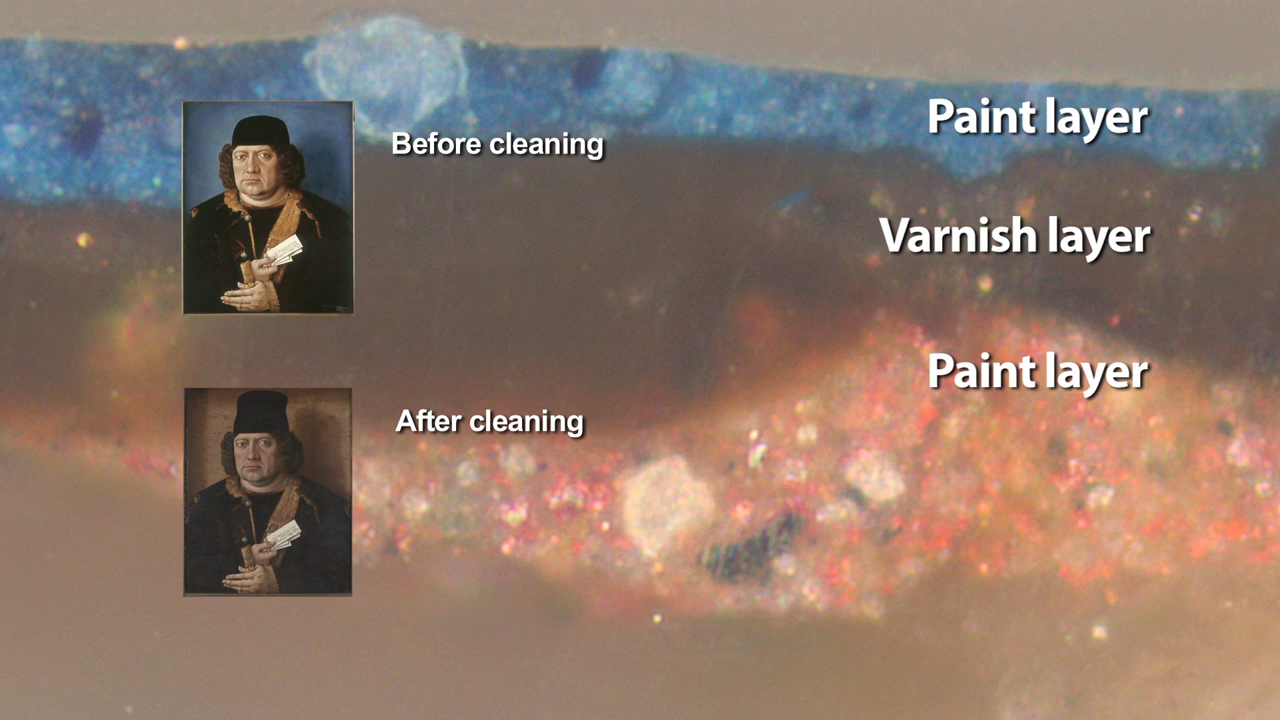 Paint layer
Before cleaning
Varnish layer
Paint layer
After cleaning